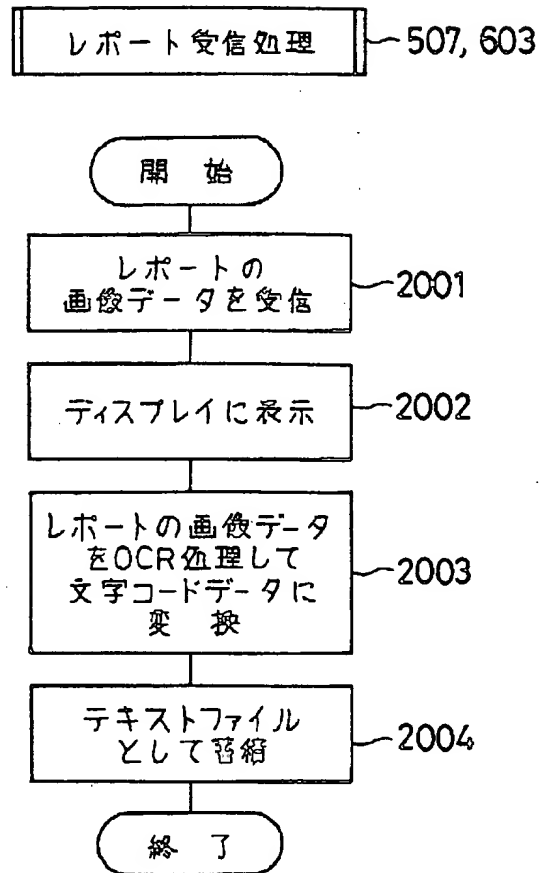 レポート受信処理 507, 603
開 始
レポートの
画像データを受信 2001
ディスプレイに表示 2002
レポートの画像データ
をOCR処理して
文字コードデータに
変 換 2003
テキストファイル
として蓄積 2004
終 了